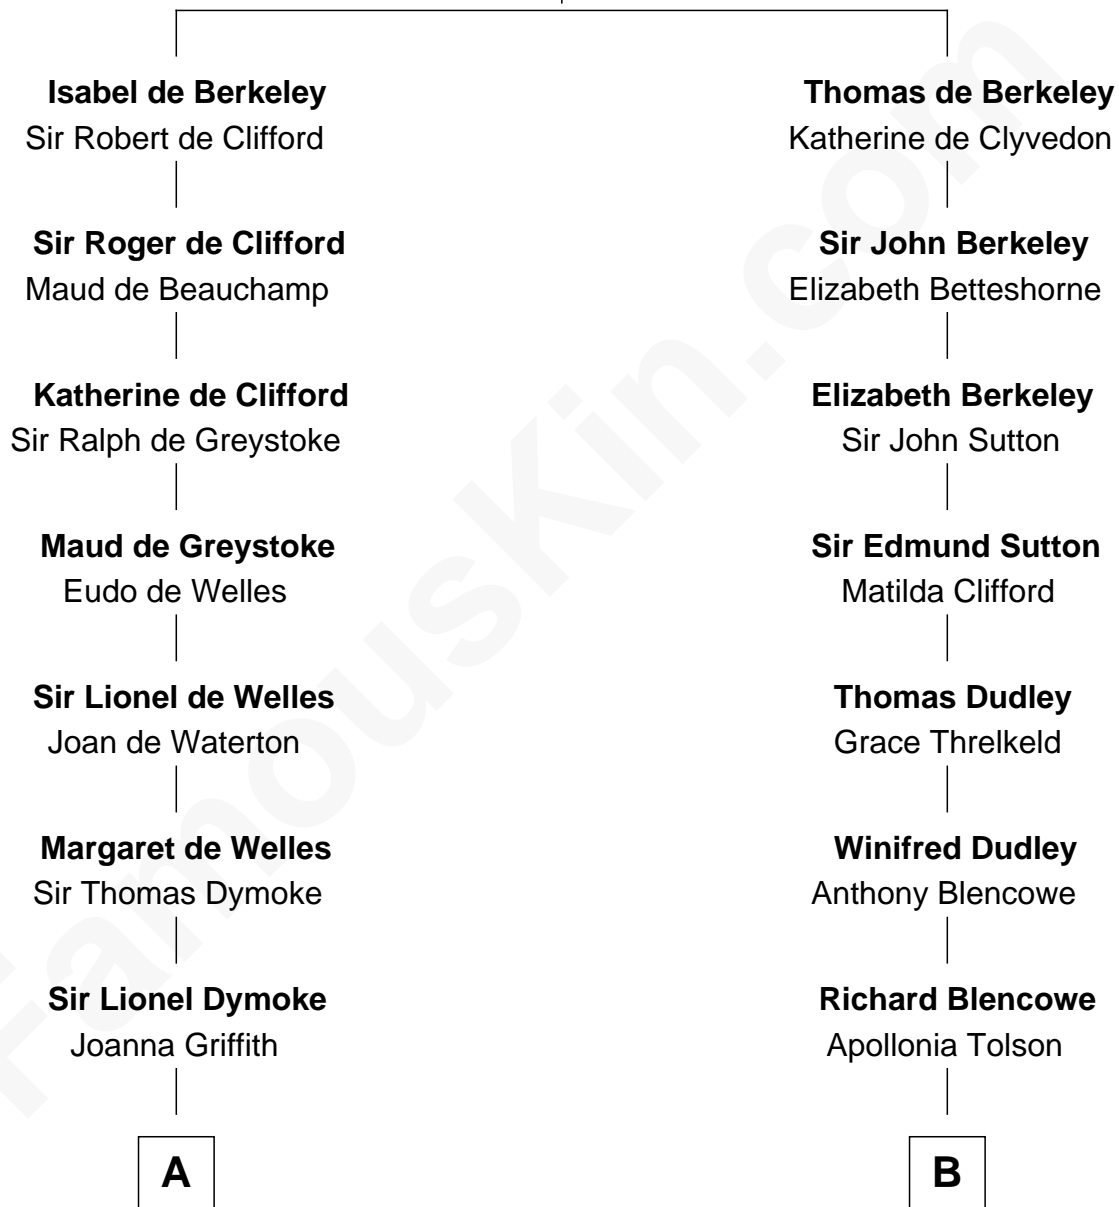 Isabel de Berkeley
Sir Robert de Clifford
Thomas de Berkeley
Katherine de Clyvedon
Sir Roger de Clifford
Maud de Beauchamp
Sir John Berkeley
Elizabeth Betteshorne
Katherine de Clifford
Sir Ralph de Greystoke
Elizabeth Berkeley
Sir John Sutton
Maud de Greystoke
Eudo de Welles
Sir Edmund Sutton
Matilda Clifford
Sir Lionel de Welles
Joan de Waterton
Thomas Dudley
Grace Threlkeld
Margaret de Welles
Sir Thomas Dymoke
Winifred Dudley
Anthony Blencowe
Sir Lionel Dymoke
Joanna Griffith
Richard Blencowe
Apollonia Tolson
A
B
FamousKin.com